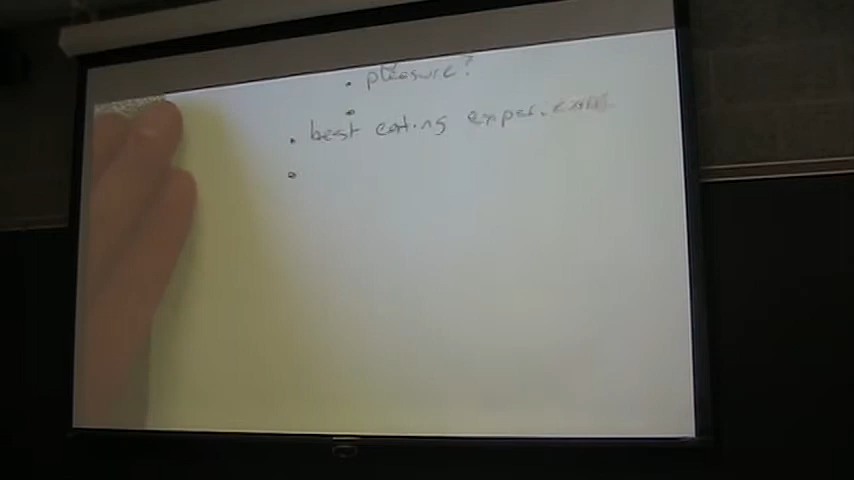 • pleasure?
•
• best eating experience
•